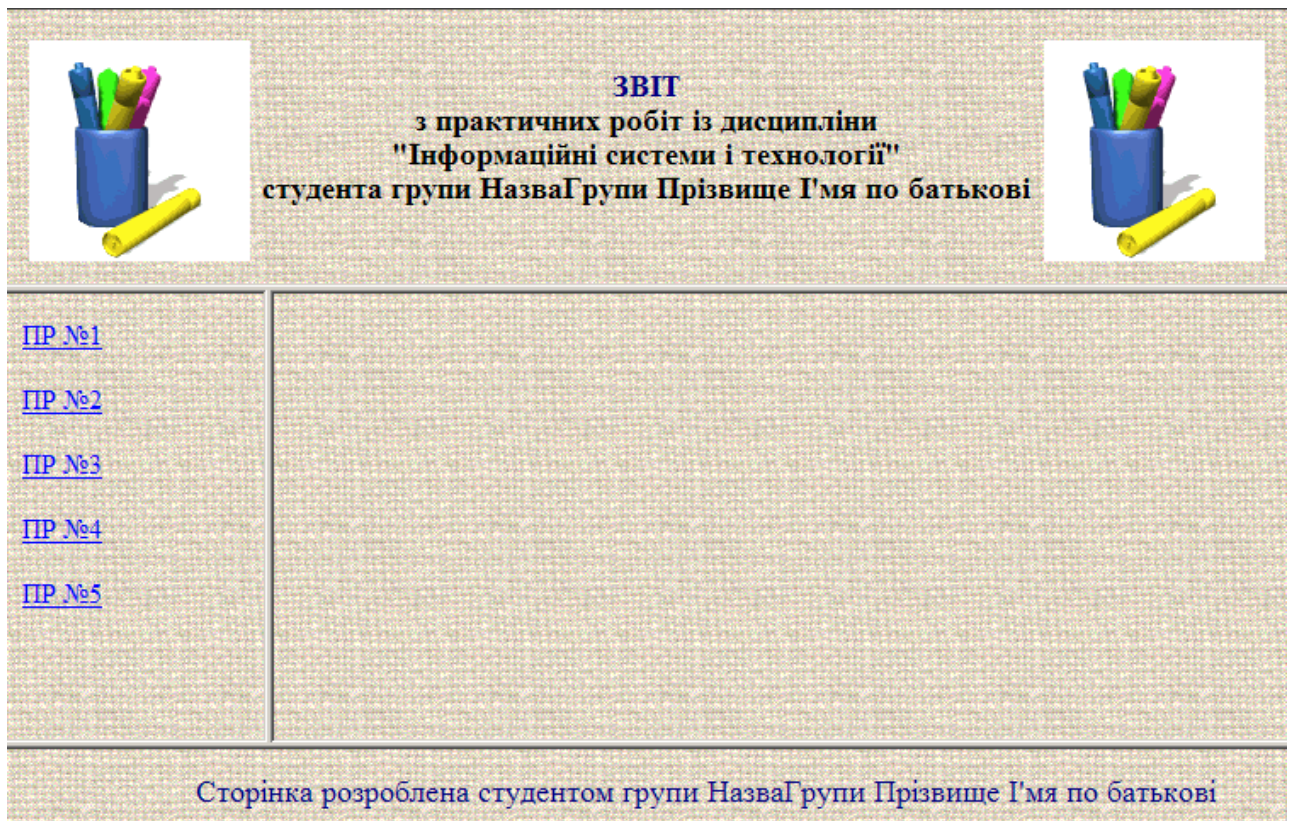 ЗВІТ
з практичних робіт із дисципліни
"Інформаційні системи і технології"
студента групи НазваГрупи Прізвище І'мя по батькові
ПР №1
ПР №2
ПР №3
ПР №4
ПР №5
Сторінка розроблена студентом групи НазваГрупи Прізвище І'мя по батькові